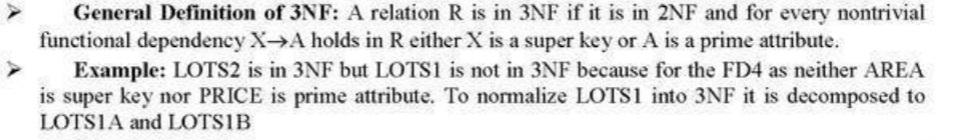 ➢ General Definition of 3NF: A relation R is in 3NF if it is in 2NF and for every nontrivial
functional dependency X→A holds in R either X is a super key or A is a prime attribute.
➢ Example: LOTS2 is in 3NF but LOTS1 is not in 3NF because for the FD4 as neither AREA
is super key nor PRICE is prime attribute. To normalize LOTS1 into 3NF it is decomposed to
LOTS1A and LOTS1B